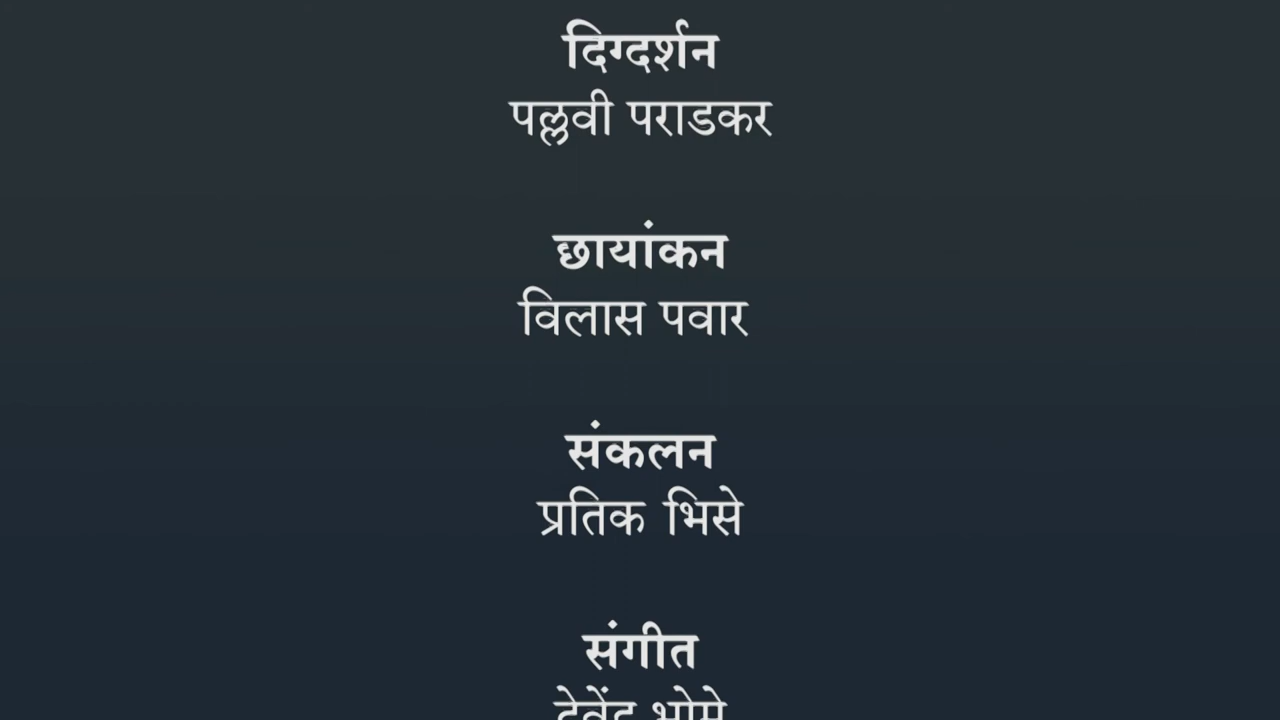 दिग्दर्शन
पल्लवी पराडकर
छायांकन
विलास पवार
संकलन
प्रतिक भिसे
संगीत